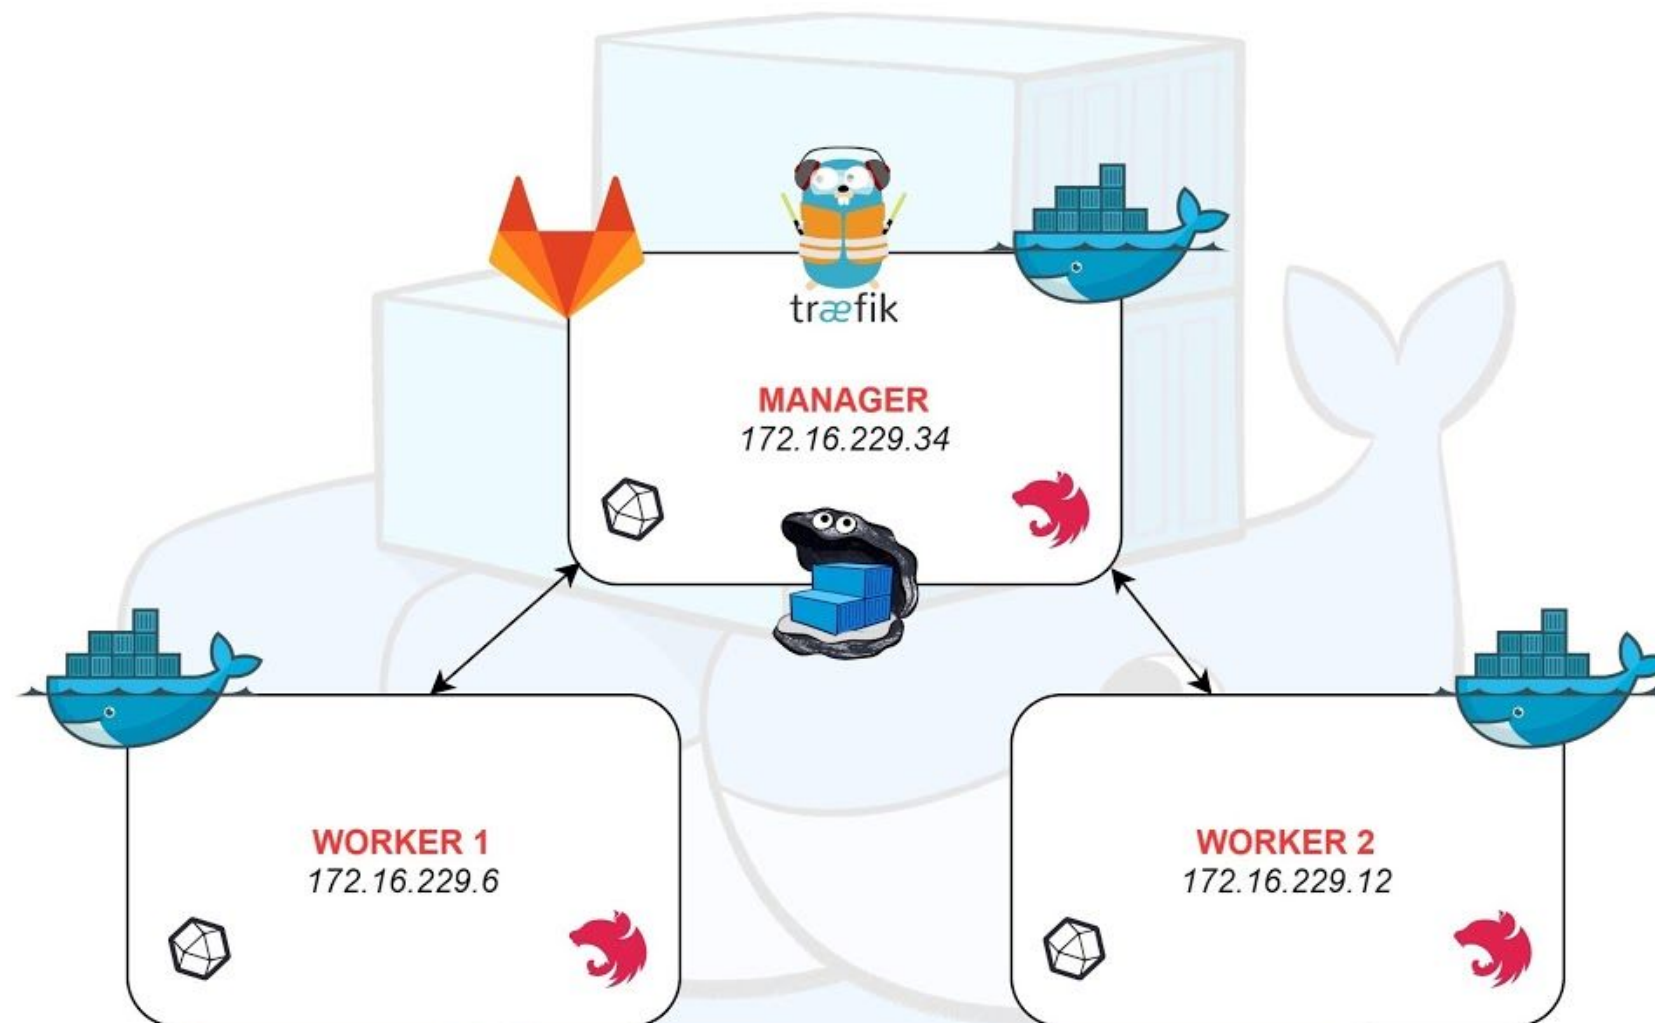 træfik
MANAGER
172.16.229.34
WORKER 1
172.16.229.6
WORKER 2
172.16.229.12